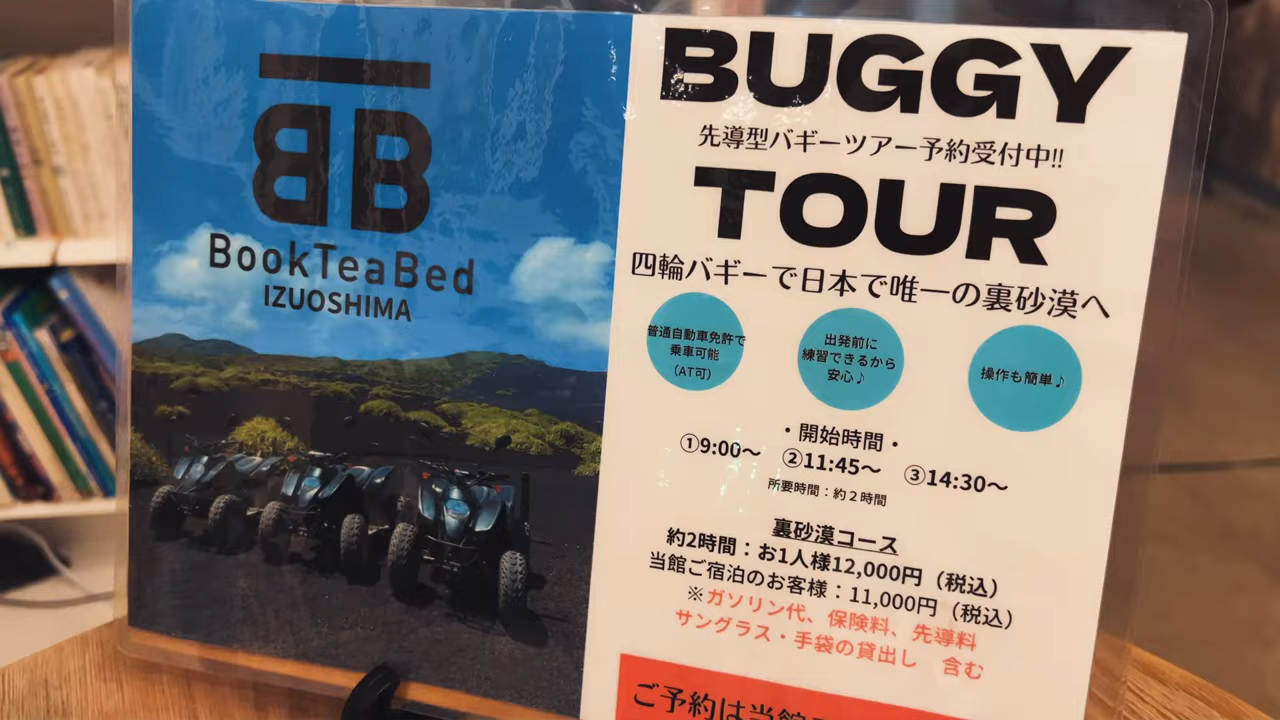 BookTeaBed
IZUOSHIMA
BUGGY
先導型バギーツアー予約受付中!!
TOUR
四輪バギーで日本で唯一の裏砂漠へ
普通自動車免許で
乗車可能
（AT可）
出発前に
練習できるから
安心♪
操作も簡単♪
・開始時間・
①9:00～ ②11:45～ ③14:30～
所要時間：約２時間
裏砂漠コース
約2時間：お1人様12,000円（税込）
当館ご宿泊のお客様：11,000円（税込）
※ガソリン代、保険料、先導料
サングラス・手袋の貸出し 含む
ご予約は当館